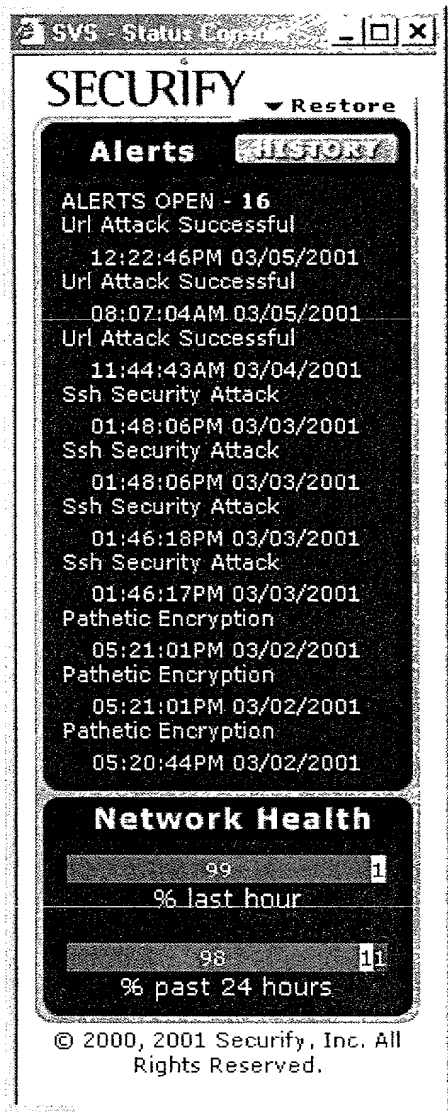 SVS - Status Console
SECURIFY
Restore
Alerts
HISTORY
ALERTS OPEN - 16
Url Attack Successful
12:22:46PM 03/05/2001
Url Attack Successful
08:07:04AM 03/05/2001
Url Attack Successful
11:44:43AM 03/04/2001
Ssh Security Attack
01:48:06PM 03/03/2001
Ssh Security Attack
01:48:06PM 03/03/2001
Ssh Security Attack
01:46:18PM 03/03/2001
Ssh Security Attack
01:46:17PM 03/03/2001
Pathetic Encryption
05:21:01PM 03/02/2001
Pathetic Encryption
05:21:01PM 03/02/2001
Pathetic Encryption
05:20:44PM 03/02/2001
Network Health
99 1
% last hour
98 1 1
% past 24 hours
© 2000, 2001 Securify, Inc. All
Rights Reserved.